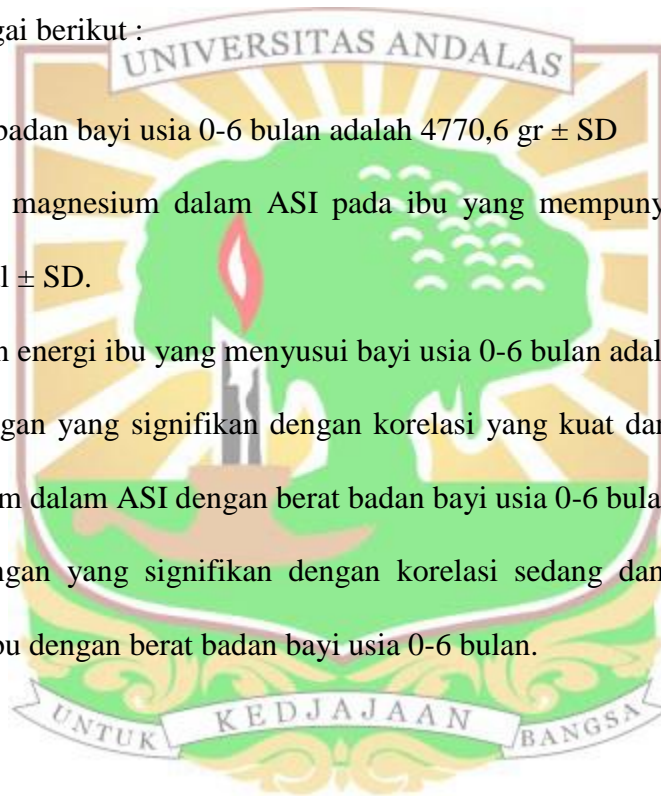 gai berikut :
UNIVERSITAS ANDALAS
badan bayi usia 0-6 bulan adalah 4770,6 gr ± SD
magnesium dalam ASI pada ibu yang mempuny
l ± SD.
n energi ibu yang menyusui bayi usia 0-6 bulan adal
ngan yang signifikan dengan korelasi yang kuat dan
m dalam ASI dengan berat badan bayi usia 0-6 bula
ngan yang signifikan dengan korelasi sedang dan
bu dengan berat badan bayi usia 0-6 bulan.
UNTUK KEDJAJAAN BANGSA